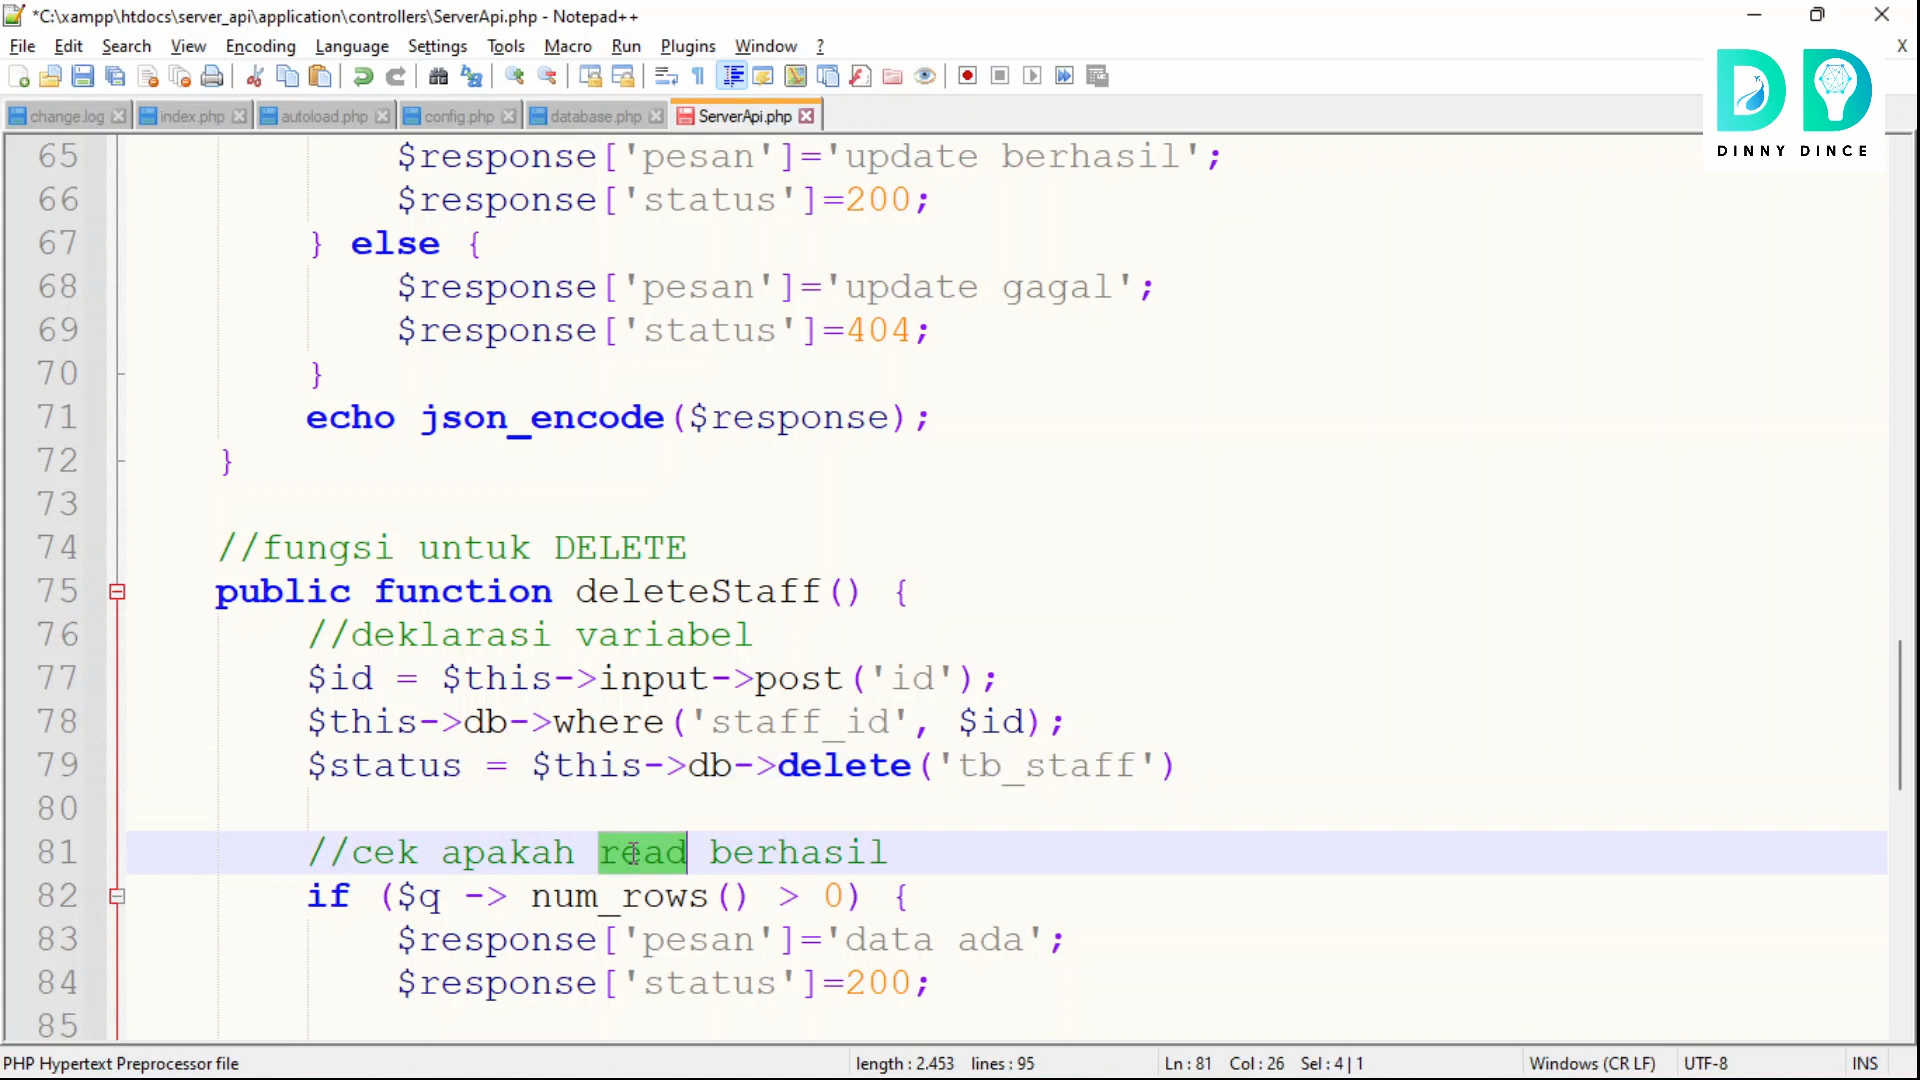 *C:\xampp\htdocs\server_api\application\controllers\ServerApi.php - Notepad++
File Edit Search View Encoding Language Settings Tools Macro Run Plugins Window ? X
change.log index.php autoload.php config.php database.php ServerApi.php
DINNY DINCE
65 $response['pesan']='update berhasil';
66 $response['status']=200;
67 } else {
68 $response['pesan']='update gagal';
69 $response['status']=404;
70 }
71 echo json_encode($response);
72 }
73
74 //fungsi untuk DELETE
75 public function deleteStaff() {
76 //deklarasi variabel
77 $id = $this->input->post('id');
78 $this->db->where('staff_id', $id);
79 $status = $this->db->delete('tb_staff')
80
81 //cek apakah read berhasil
82 if ($q -> num_rows() > 0) {
83 $response['pesan']='data ada';
84 $response['status']=200;
85
PHP Hypertext Preprocessor file length : 2.453 lines : 95 Ln : 81 Col : 26 Sel : 4 | 1 Windows (CR LF) UTF-8 INS